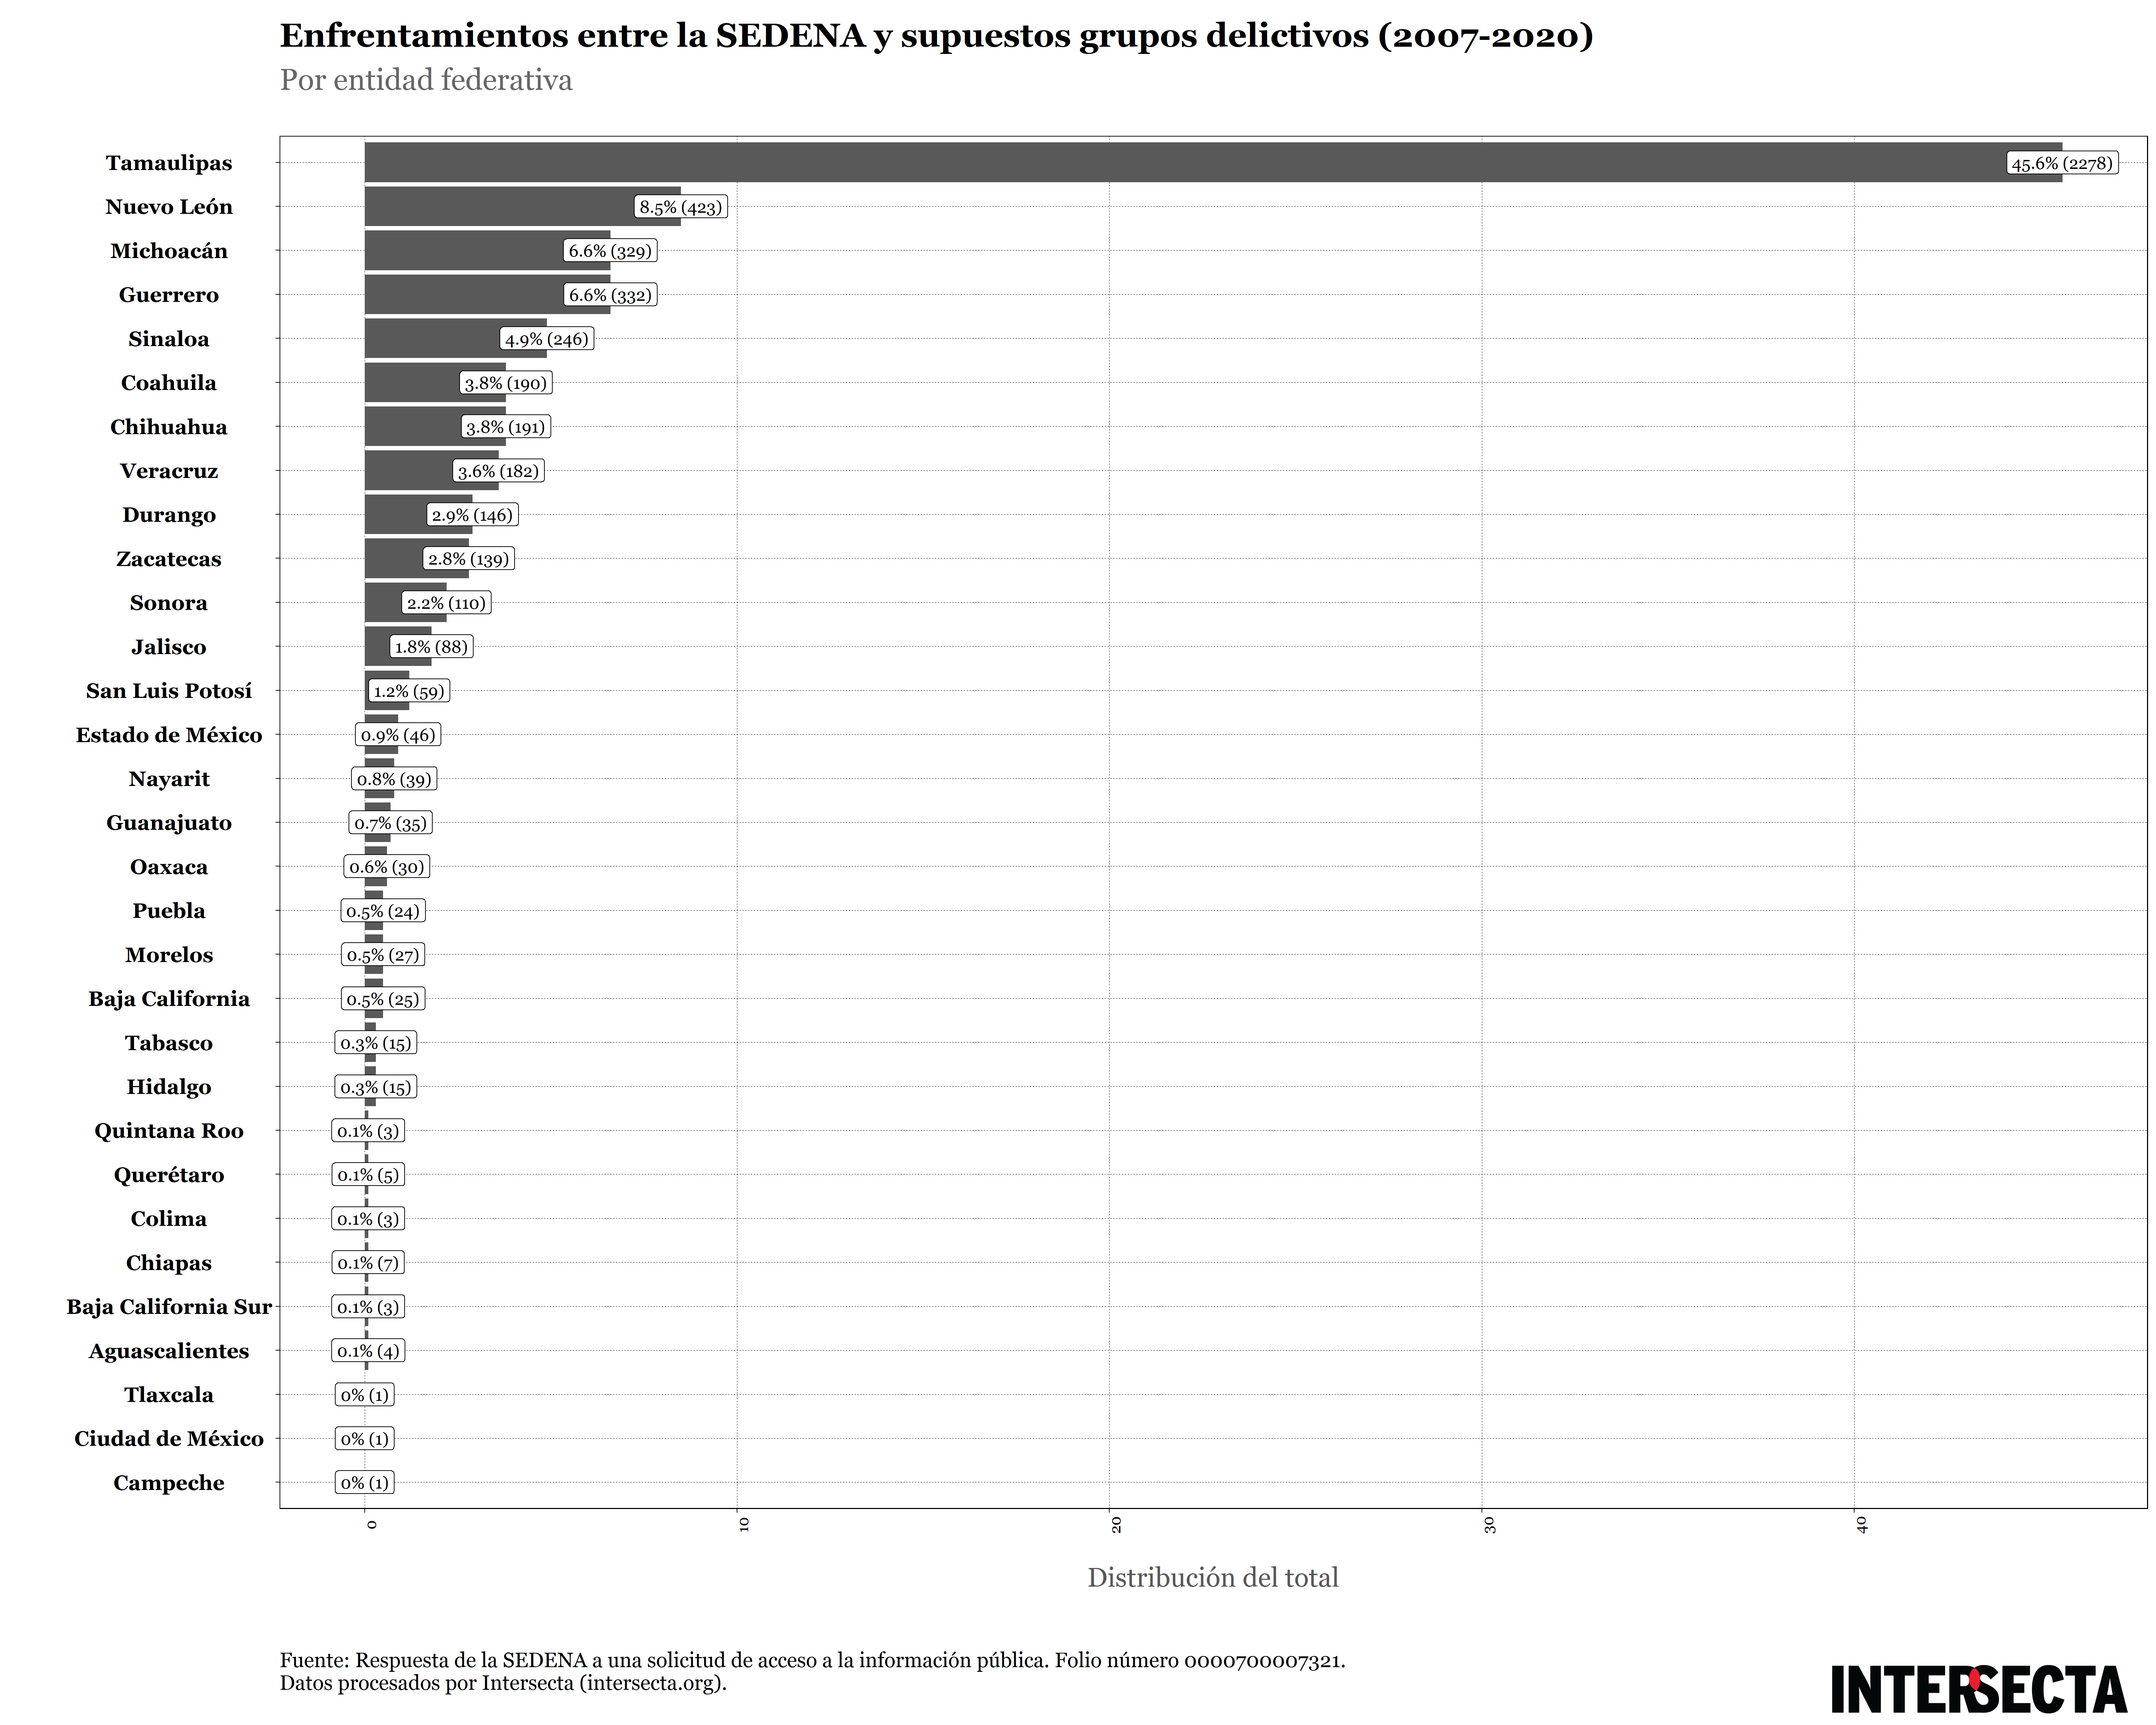 Enfrentamientos entre la SEDENA y supuestos grupos delictivos (2007-2020)
Por entidad federativa
Tamaulipas 45.6% (2278)
Nuevo León 8.5% (423)
Michoacán 6.6% (329)
Guerrero 6.6% (332)
Sinaloa 4.9% (246)
Coahuila 3.8% (190)
Chihuahua 3.8% (191)
Veracruz 3.6% (182)
Durango 2.9% (146)
Zacatecas 2.8% (139)
Sonora 2.2% (110)
Jalisco 1.8% (88)
San Luis Potosí 1.2% (59)
Estado de México 0.9% (46)
Nayarit 0.8% (39)
Guanajuato 0.7% (35)
Oaxaca 0.6% (30)
Puebla 0.5% (24)
Morelos 0.5% (27)
Baja California 0.5% (25)
Tabasco 0.3% (15)
Hidalgo 0.3% (15)
Quintana Roo 0.1% (3)
Querétaro 0.1% (5)
Colima 0.1% (3)
Chiapas 0.1% (7)
Baja California Sur 0.1% (3)
Aguascalientes 0.1% (4)
Tlaxcala 0% (1)
Ciudad de México 0% (1)
Campeche 0% (1)
0 10 20 30 40
Distribución del total
Fuente: Respuesta de la SEDENA a una solicitud de acceso a la información pública. Folio número 0000700007321.
Datos procesados por Intersecta (intersecta.org).
INTERSECTA